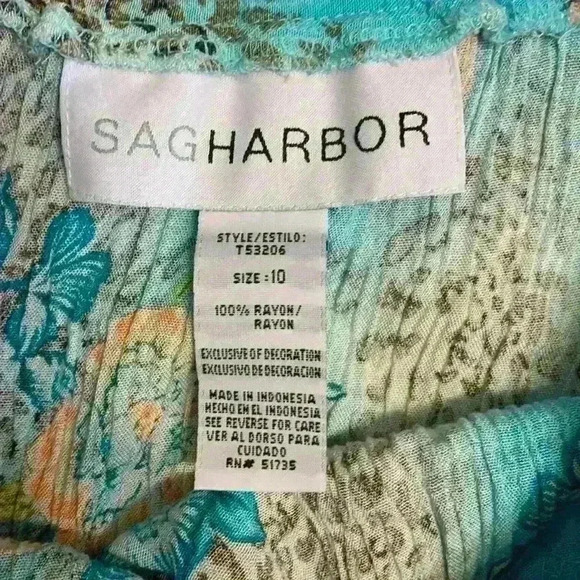 SAGHARBOR
STYLE/ESTILO:
T53206
SIZE:10
100% RAYON/
RAYON
EXCLUSIVE OF DECORATION
EXCLUSIVO DE DECORACION
MADE IN INDONESIA
HECHO EN EL INDONESIA
SEE REVERSE FOR CARE
VER AL DORSO PARA
CUIDADO
RN# 51735